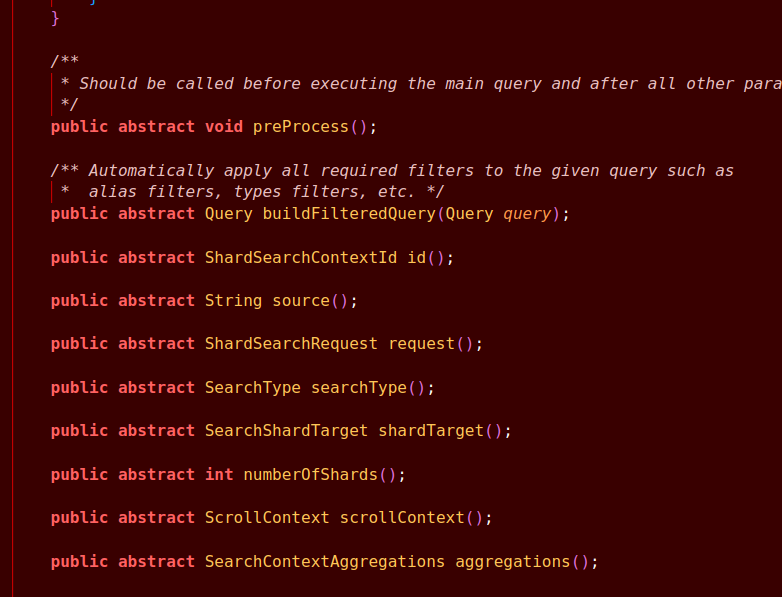 }
}
/**
 * Should be called before executing the main query and after all other para
 */
public abstract void preProcess();
/** Automatically apply all required filters to the given query such as
 *  alias filters, types filters, etc. */
public abstract Query buildFilteredQuery(Query query);
public abstract ShardSearchContextId id();
public abstract String source();
public abstract ShardSearchRequest request();
public abstract SearchType searchType();
public abstract SearchShardTarget shardTarget();
public abstract int numberOfShards();
public abstract ScrollContext scrollContext();
public abstract SearchContextAggregations aggregations();